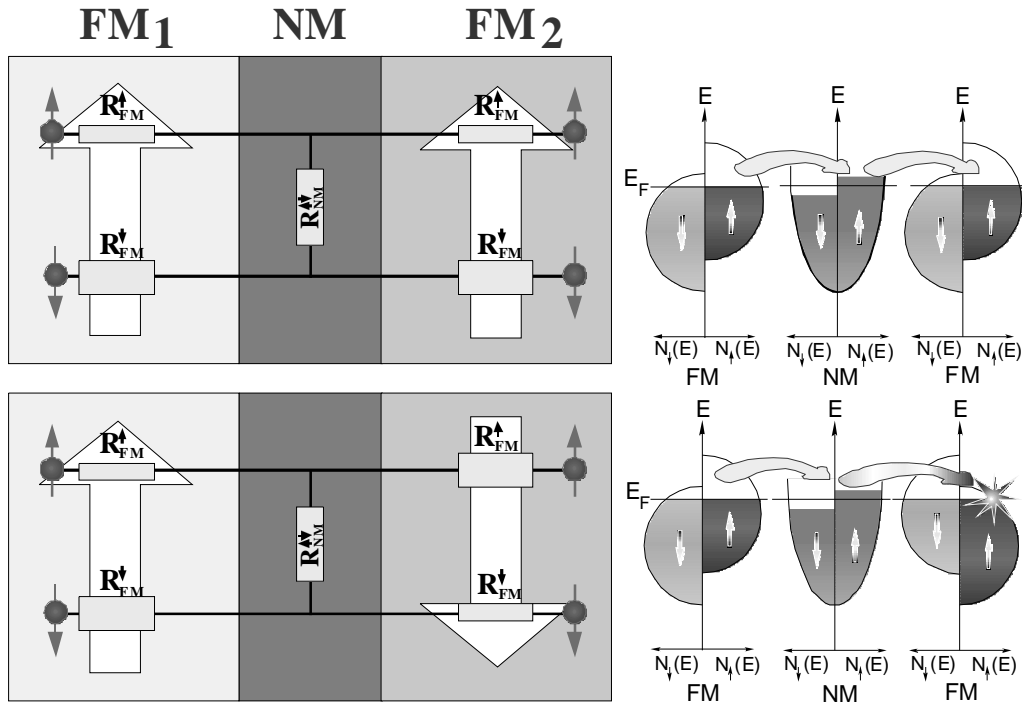 FM1 NM FM2
R↑FM R↑FM
R↑↓NM
R↓FM R↓FM
E E E
EF
N↓(E) N↑(E) N↓(E) N↑(E) N↓(E) N↑(E)
FM NM FM
R↑FM R↑FM
R↑↓NM
R↓FM R↓FM
E E E
EF
N↓(E) N↑(E) N↓(E) N↑(E) N↓(E) N↑(E)
FM NM FM